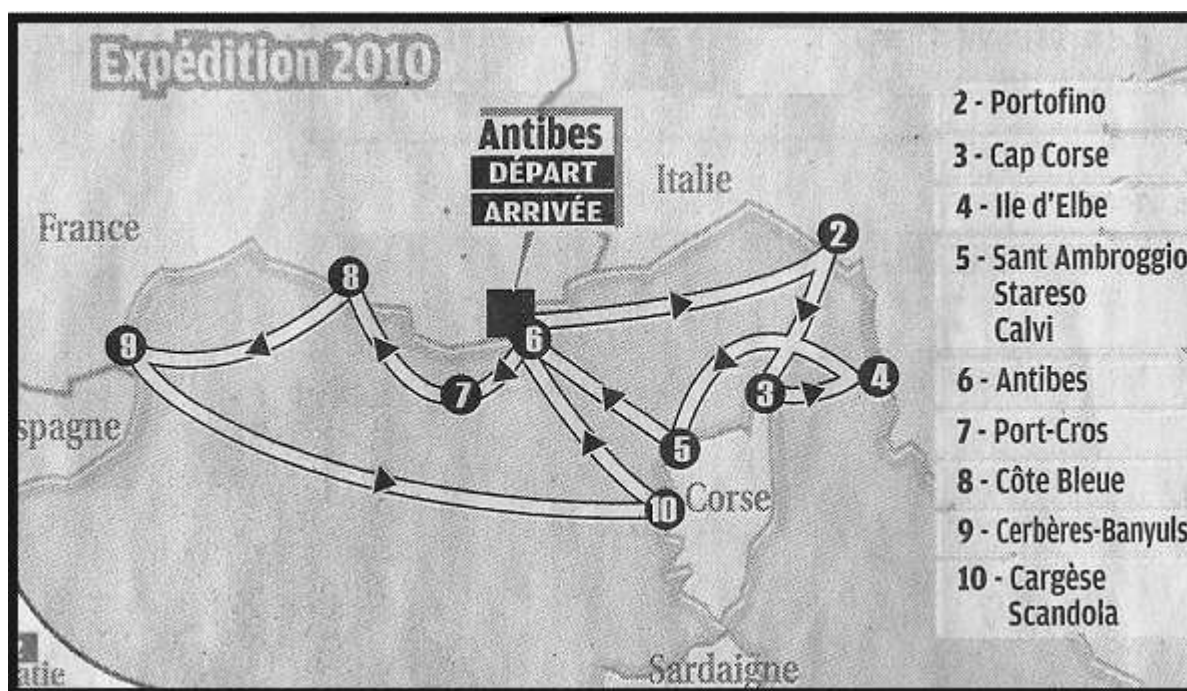 Expédition 2010
Antibes
DÉPART
ARRIVÉE
Italie
France
spagne
Corse
Sardaigne
atie
2
3
4
5
6
7
8
9
10
2 - Portofino
3 - Cap Corse
4 - Ile d'Elbe
5 - Sant Ambroggio
Stareso
Calvi
6 - Antibes
7 - Port-Cros
8 - Côte Bleue
9 - Cerbères-Banyuls
10 - Cargèse
Scandola